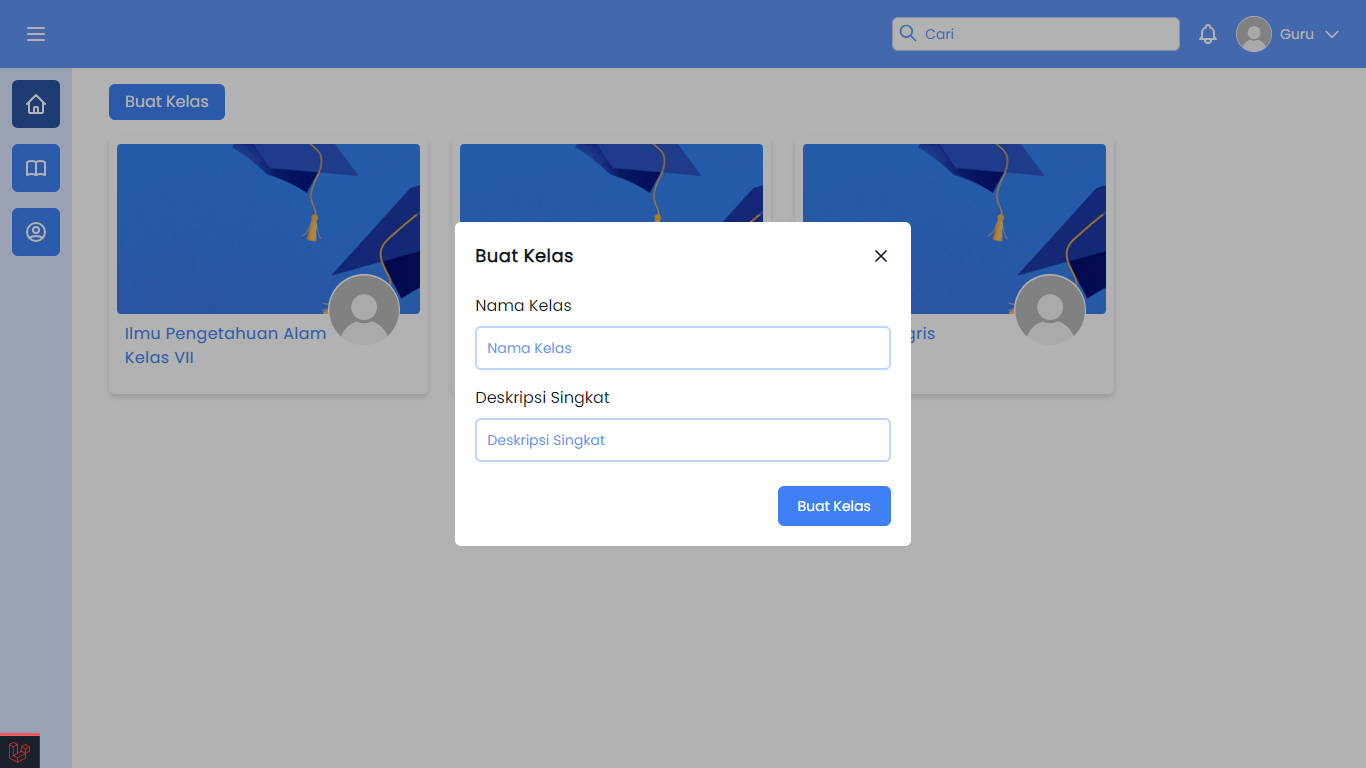 Cari
Guru
Buat Kelas
Ilmu Pengetahuan Alam
Kelas VII
Buat Kelas
Nama Kelas
Nama Kelas
Deskripsi Singkat
Deskripsi Singkat
Buat Kelas